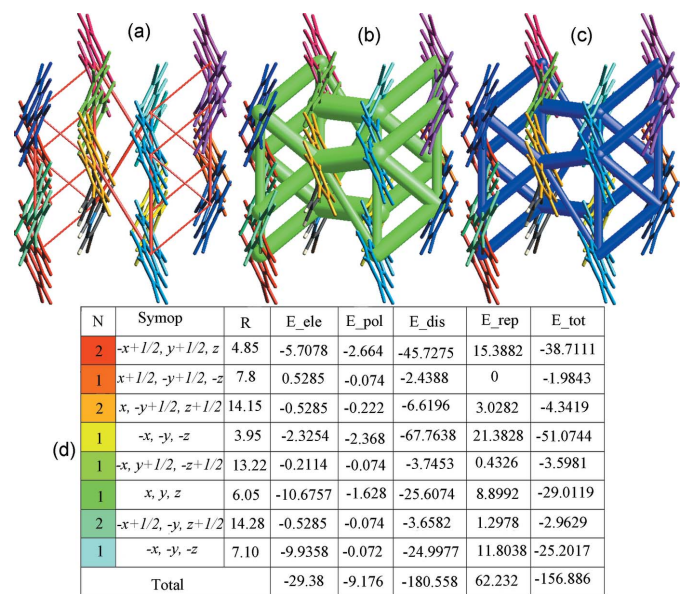 (a) (b) (c)
(d)
N Symop R E_ele E_pol E_dis E_rep E_tot
2 -x+1/2, y+1/2, z 4.85 -5.7078 -2.664 -45.7275 15.3882 -38.7111
1 x+1/2, -y+1/2, -z 7.8 0.5285 -0.074 -2.4388 0 -1.9843
2 x, -y+1/2, z+1/2 14.15 -0.5285 -0.222 -6.6196 3.0282 -4.3419
1 -x, -y, -z 3.95 -2.3254 -2.368 -67.7638 21.3828 -51.0744
1 -x, y+1/2, -z+1/2 13.22 -0.2114 -0.074 -3.7453 0.4326 -3.5981
1 x, y, z 6.05 -10.6757 -1.628 -25.6074 8.8992 -29.0119
2 -x+1/2, -y, z+1/2 14.28 -0.5285 -0.074 -3.6582 1.2978 -2.9629
1 -x, -y, -z 7.10 -9.9358 -0.072 -24.9977 11.8038 -25.2017
Total -29.38 -9.176 -180.558 62.232 -156.886